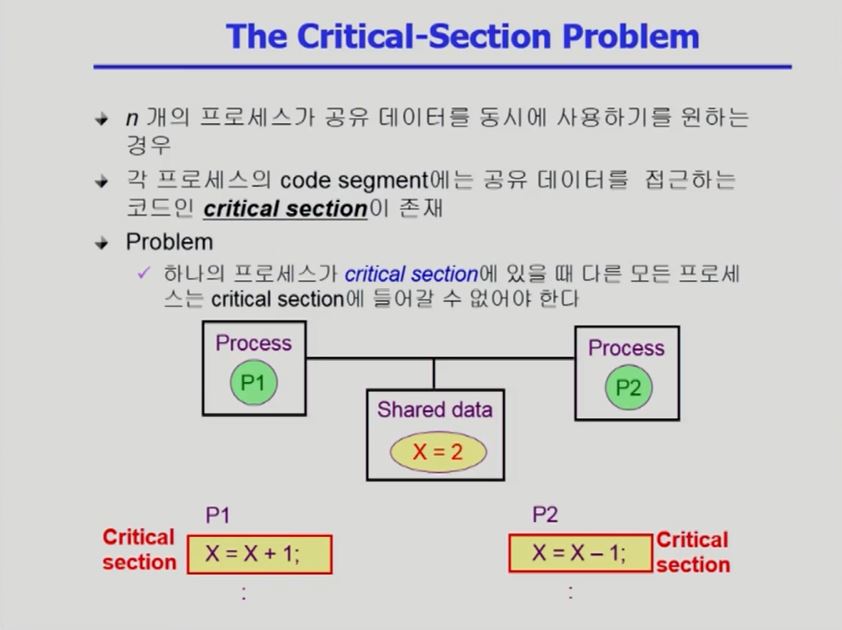 The Critical-Section Problem
n 개의 프로세스가 공유 데이터를 동시에 사용하기를 원하는
경우
각 프로세스의 code segment에는 공유 데이터를 접근하는
코드인 critical section이 존재
Problem
하나의 프로세스가 critical section에 있을 때 다른 모든 프로세
스는 critical section에 들어갈 수 없어야 한다
Process
P1
Process
P2
Shared data
X = 2
P1
Critical
section
X = X + 1;
:
P2
X = X – 1;
Critical
section
: